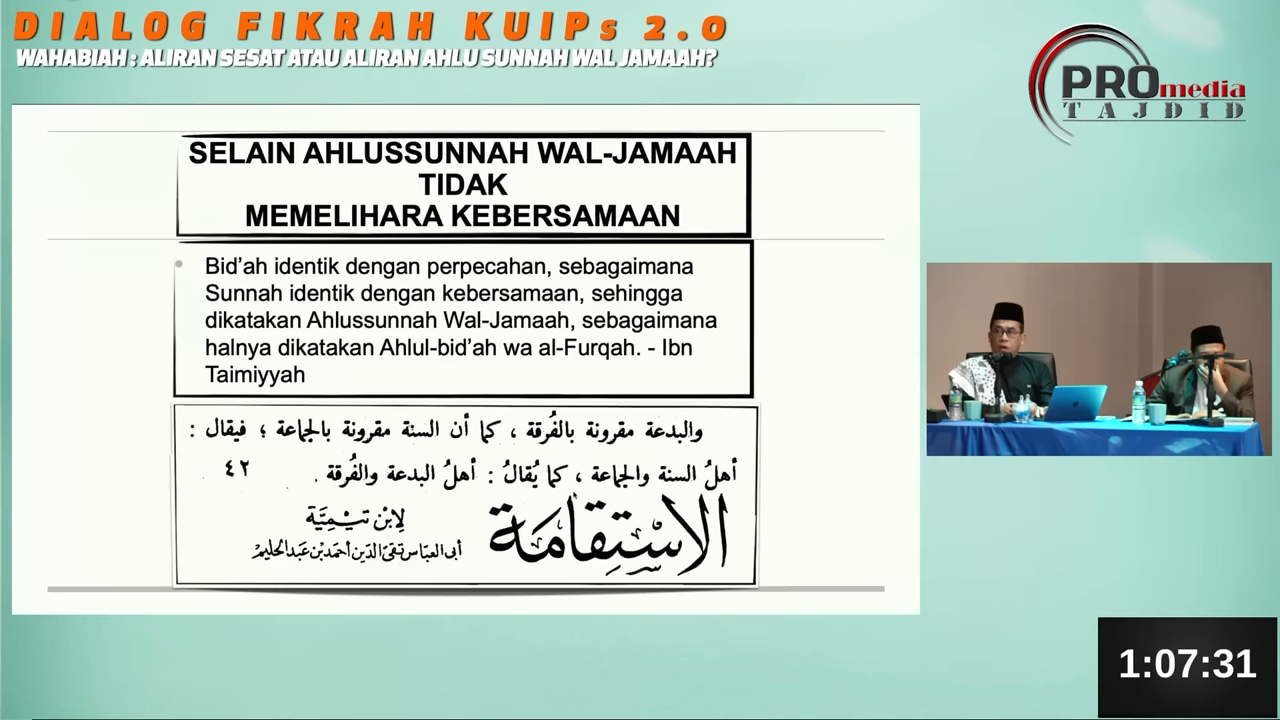 DIALOG FIKRAH KUIPs 2.0
WAHABIAH : ALIRAN SESAT ATAU ALIRAN AHLU SUNNAH WAL JAMAAH?
PROmedia
TAJDID
SELAIN AHLUSSUNNAH WAL-JAMAAH
TIDAK
MEMELIHARA KEBERSAMAAN
Bid'ah identik dengan perpecahan, sebagaimana
Sunnah identik dengan kebersamaan, sehingga
dikatakan Ahlussunnah Wal-Jamaah, sebagaimana
halnya dikatakan Ahlul-bid'ah wa al-Furqah. - Ibn
Taimiyyah
والبدعة مقرونة بالفُرقة ، كما أن السنة مقرونة بالجماعة ؛ فيقال :
أهلُ السنة والجماعة ، كما يُقالُ : أهلُ البدعة والفُرقة . ٤٢
الاستقامة
لابن تيمية
أبي العباس تقي الدين أحمد بن عبد الحليم
1:07:31